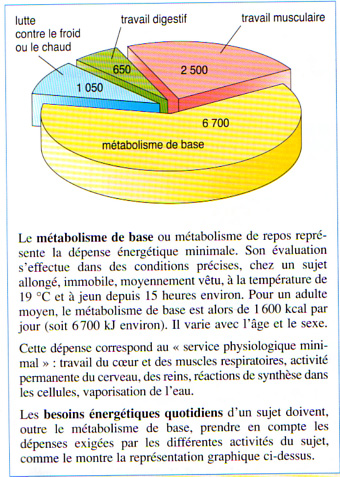 lutte
contre le froid
ou le chaud
travail digestif
travail musculaire
650
2 500
1 050
6 700
métabolisme de base
Le métabolisme de base ou métabolisme de repos repré-
sente la dépense énergétique minimale. Son évaluation
s'effectue dans des conditions précises, chez un sujet
allongé, immobile, moyennement vêtu, à la température de
19 °C et à jeun depuis 15 heures environ. Pour un adulte
moyen, le métabolisme de base est alors de 1 600 kcal par
jour (soit 6 700 kJ environ). Il varie avec l'âge et le sexe.
Cette dépense correspond au « service physiologique mini-
mal » : travail du cœur et des muscles respiratoires, activité
permanente du cerveau, des reins, réactions de synthèse dans
les cellules, vaporisation de l'eau.
Les besoins énergétiques quotidiens d'un sujet doivent,
outre le métabolisme de base, prendre en compte les
dépenses exigées par les différentes activités du sujet,
comme le montre la représentation graphique ci-dessus.